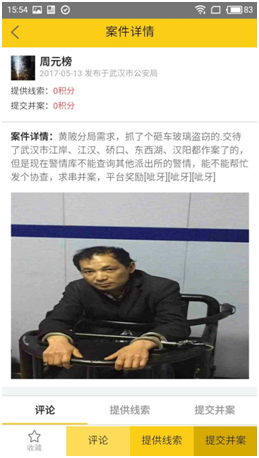 15:54
83
案件详情
周元榜
2017-05-13 发布于武汉市公安局
提供线索：0积分
提交并案：0积分
案件详情：黄陂分局需求，抓了个砸车玻璃盗窃的.交待
了武汉市江岸、江汉、硚口、东西湖、汉阳都作案了的，
但是现在警情库不能查询其他派出所的警情，能不能帮忙
发个协查，求串并案，平台奖励[呲牙][呲牙][呲牙]
评论
提供线索
提交并案
收藏
评论
提供线索
提交并案